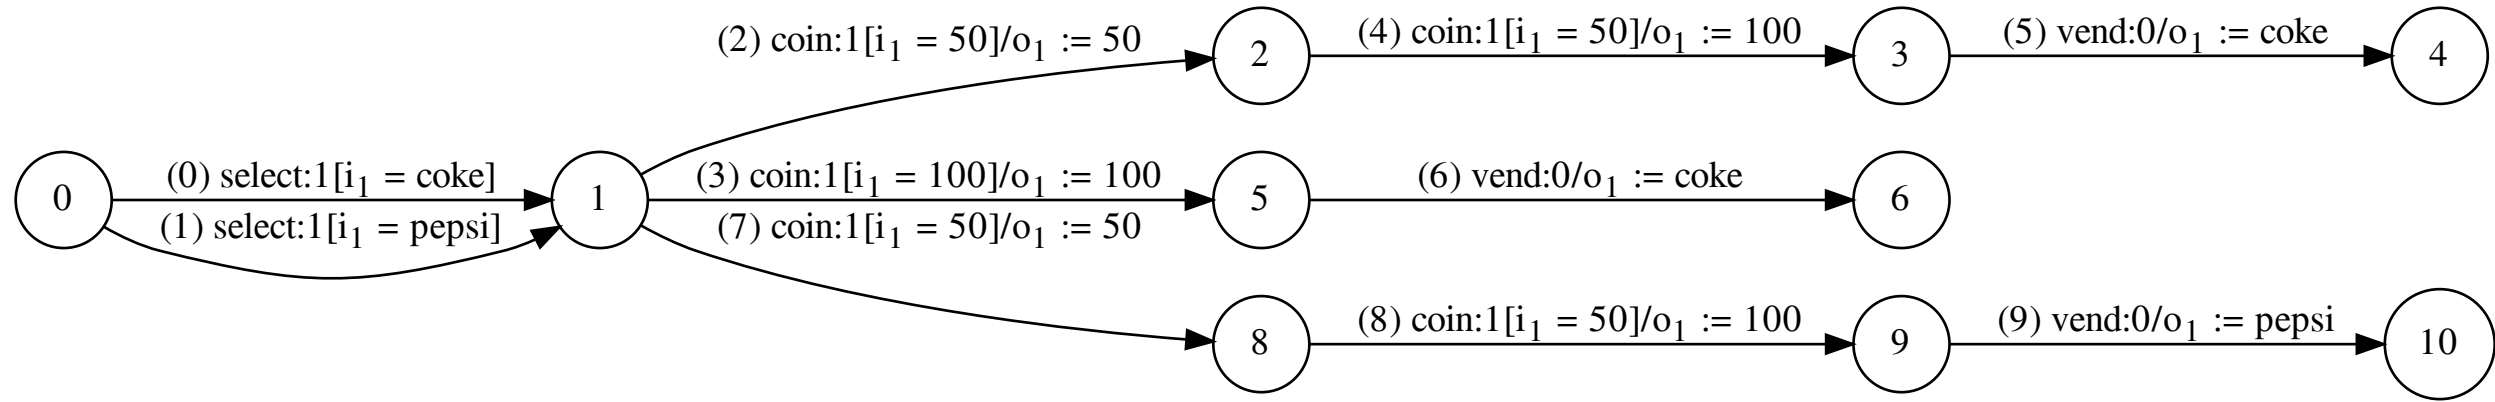 (2) coin:1[i₁ = 50]/o₁ := 50
(4) coin:1[i₁ = 50]/o₁ := 100
(5) vend:0/o₁ := coke
2
3
4
(0) select:1[i₁ = coke]
(3) coin:1[i₁ = 100]/o₁ := 100
(6) vend:0/o₁ := coke
0
1
5
6
(1) select:1[i₁ = pepsi]
(7) coin:1[i₁ = 50]/o₁ := 50
(8) coin:1[i₁ = 50]/o₁ := 100
(9) vend:0/o₁ := pepsi
8
9
10